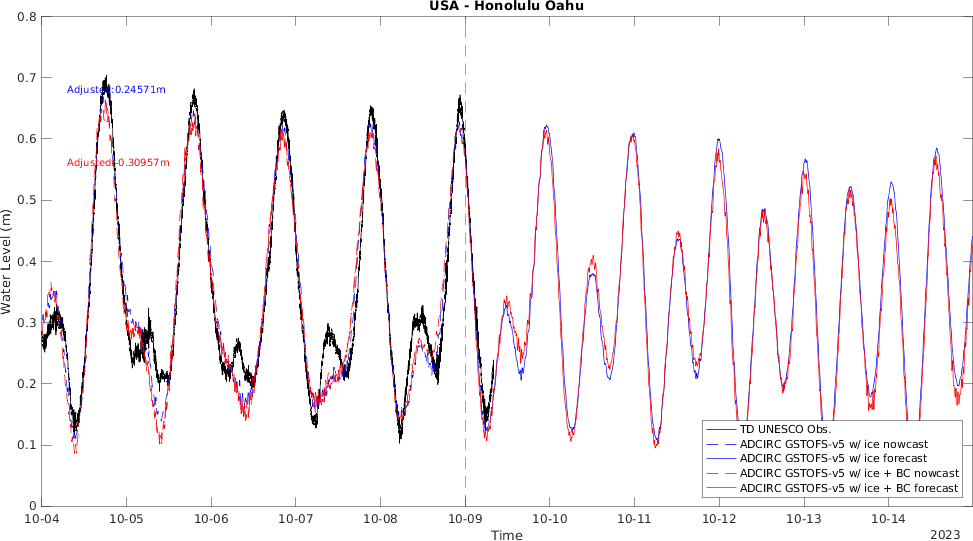 USA - Honolulu Oahu
0.8
0.7
Adjusted:0.24571m
0.6
Adjusted:-0.30957m
0.5
0.4
0.3
0.2
0.1
0
Water Level (m)
TD UNESCO Obs.
ADCIRC GSTOFS-v5 w/ ice nowcast
ADCIRC GSTOFS-v5 w/ ice forecast
ADCIRC GSTOFS-v5 w/ ice + BC nowcast
ADCIRC GSTOFS-v5 w/ ice + BC forecast
10-04 10-05 10-06 10-07 10-08 10-09 10-10 10-11 10-12 10-13 10-14
Time
2023